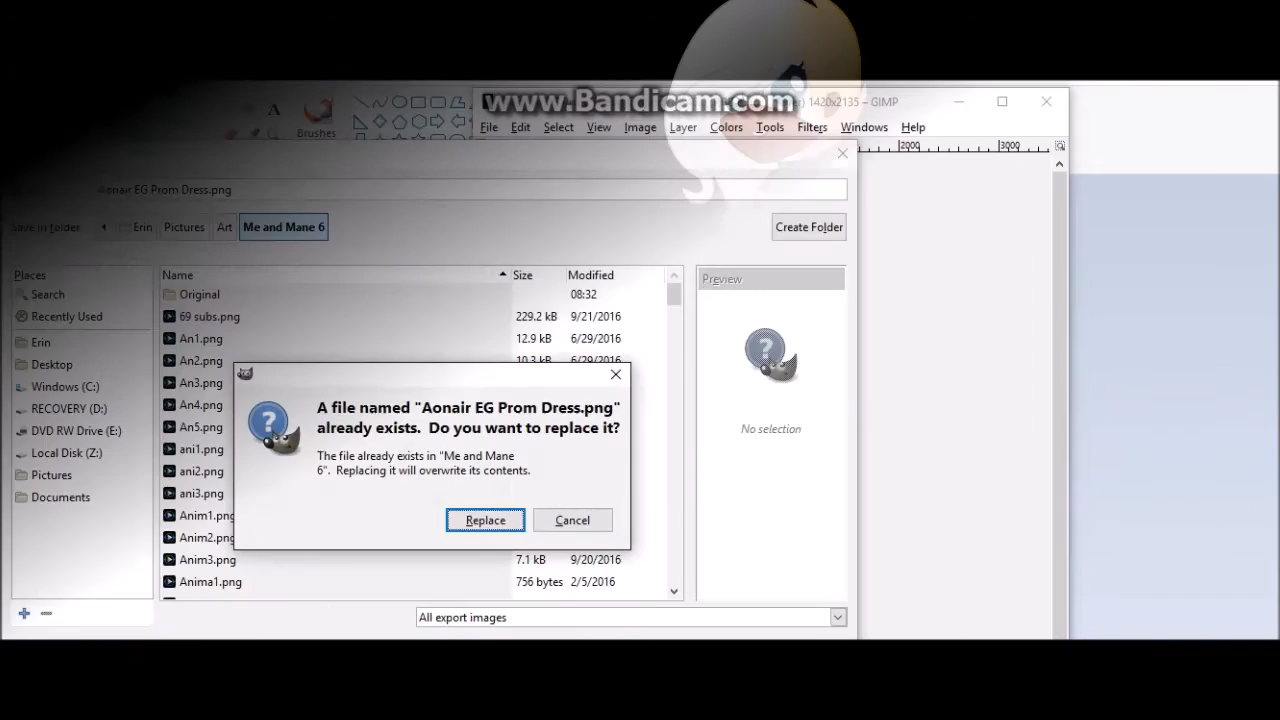 www.Bandicam.com
) 1420x2135 – GIMP
A
Brushes
File Edit Select View Image Layer Colors Tools Filters Windows Help
2000 3000
Aonair EG Prom Dress.png
Save in folder Erin Pictures Art Me and Mane 6 Create Folder
Places Name Size Modified Preview
Search Original 08:32
Recently Used 69 subs.png 229.2 kB 9/21/2016
Erin An1.png 12.9 kB 6/29/2016
Desktop An2.png 10.3 kB 6/29/2016
Windows (C:) An3.png
RECOVERY (D:) An4.png
DVD RW Drive (E:) An5.png
Local Disk (Z:) ani1.png
Pictures ani2.png
Documents ani3.png
Anim1.png
Anim2.png
Anim3.png 7.1 kB 9/20/2016
Anima1.png 756 bytes 2/5/2016
No selection
A file named "Aonair EG Prom Dress.png"
already exists. Do you want to replace it?
The file already exists in "Me and Mane
6". Replacing it will overwrite its contents.
Replace Cancel
All export images